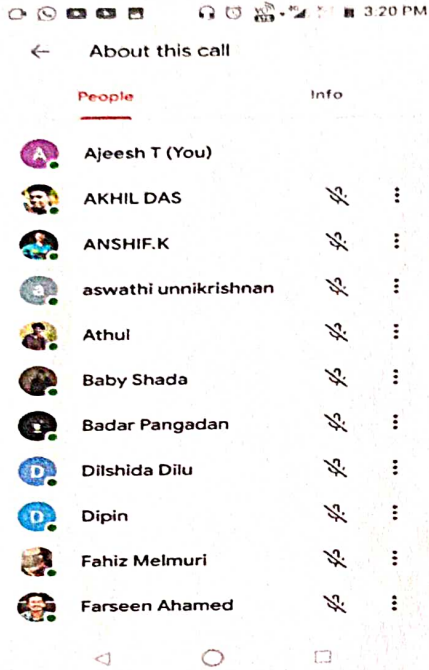 3:20 PM
About this call
People Info
A Ajeesh T (You)
AKHIL DAS
ANSHIF.K
a aswathi unnikrishnan
Athul
Baby Shada
Badar Pangadan
D Dilshida Dilu
D Dipin
Fahiz Melmuri
Farseen Ahamed